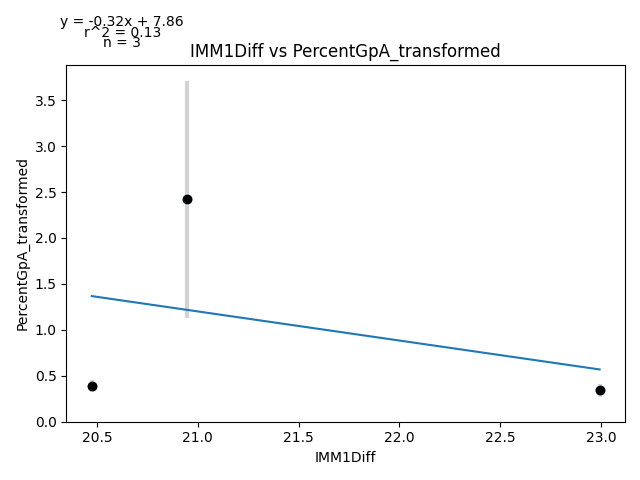 y = -0.32x + 7.86
r^2 = 0.13
n = 3
IMM1Diff vs PercentGpA_transformed
PercentGpA_transformed
3.5
3.0
2.5
2.0
1.5
1.0
0.5
0.0
20.5 21.0 21.5 22.0 22.5 23.0
IMM1Diff